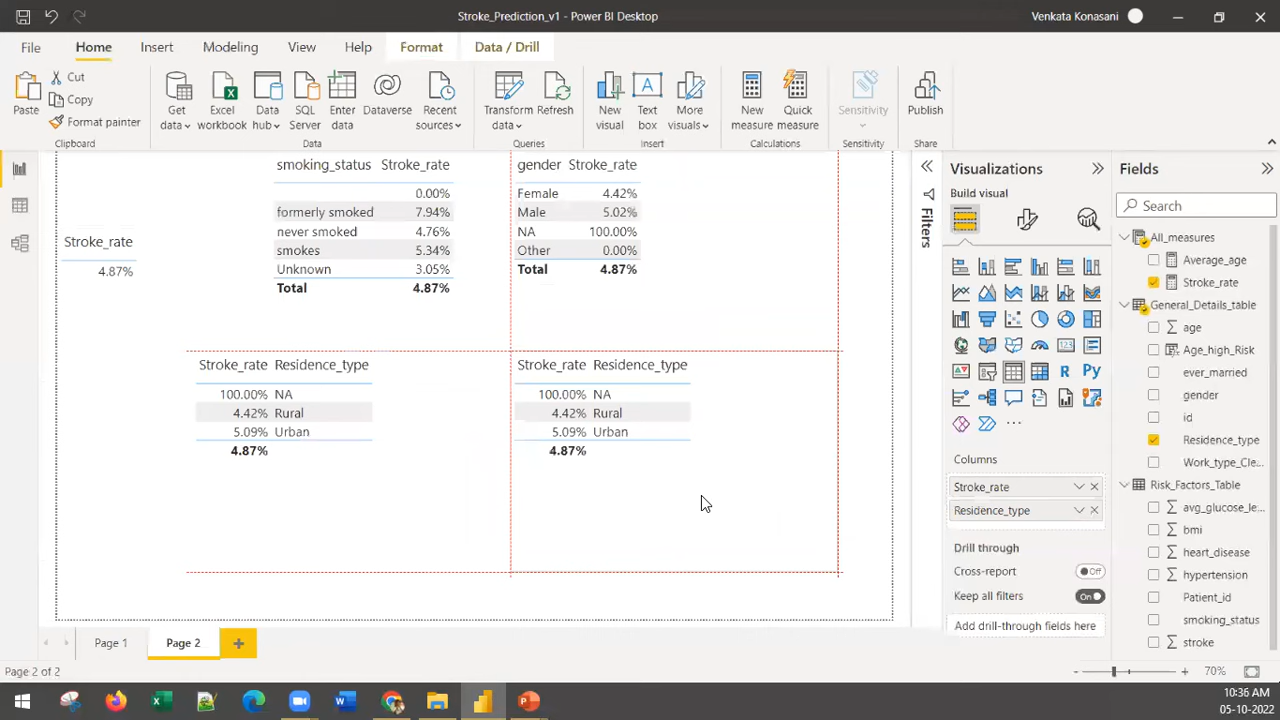 Stroke_Prediction_v1 - Power BI Desktop
Venkata Konasani
File Home Insert Modeling View Help Format Data / Drill
Paste
Cut
Copy
Format painter
Get data
Excel workbook
Data hub
SQL Server
Enter data
Dataverse
Recent sources
Transform data
Refresh
New visual
Text box
More visuals
New measure
Quick measure
Sensitivity
Publish
Clipboard Data Queries Insert Calculations Sensitivity Share
Stroke_rate
4.87%
smoking_status Stroke_rate
0.00%
formerly smoked 7.94%
never smoked 4.76%
smokes 5.34%
Unknown 3.05%
Total 4.87%
gender Stroke_rate
Female 4.42%
Male 5.02%
NA 100.00%
Other 0.00%
Total 4.87%
Stroke_rate Residence_type
100.00% NA
4.42% Rural
5.09% Urban
4.87%
Stroke_rate Residence_type
100.00% NA
4.42% Rural
5.09% Urban
4.87%
Filters
Visualizations
Build visual
R Py
123
Columns
Stroke_rate
Residence_type
Drill through
Cross-report Off
Keep all filters On
Add drill-through fields here
Fields
Search
All_measures
Average_age
Stroke_rate
General_Details_table
age
Age_high_Risk
ever_married
gender
id
Residence_type
Work_type_Cle...
Risk_Factors_Table
avg_glucose_le...
bmi
heart_disease
hypertension
Patient_id
smoking_status
stroke
Page 1 Page 2
Page 2 of 2
70%
10:36 AM
05-10-2022